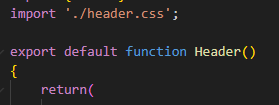 import './header.css';
export default function Header()
{
return(